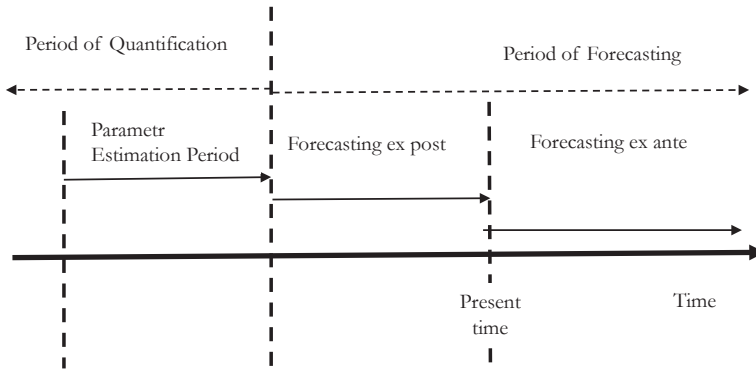 Period of Quantification
Period of Forecasting
Parametr
Estimation Period
Forecasting ex post
Forecasting ex ante
Present
time
Time